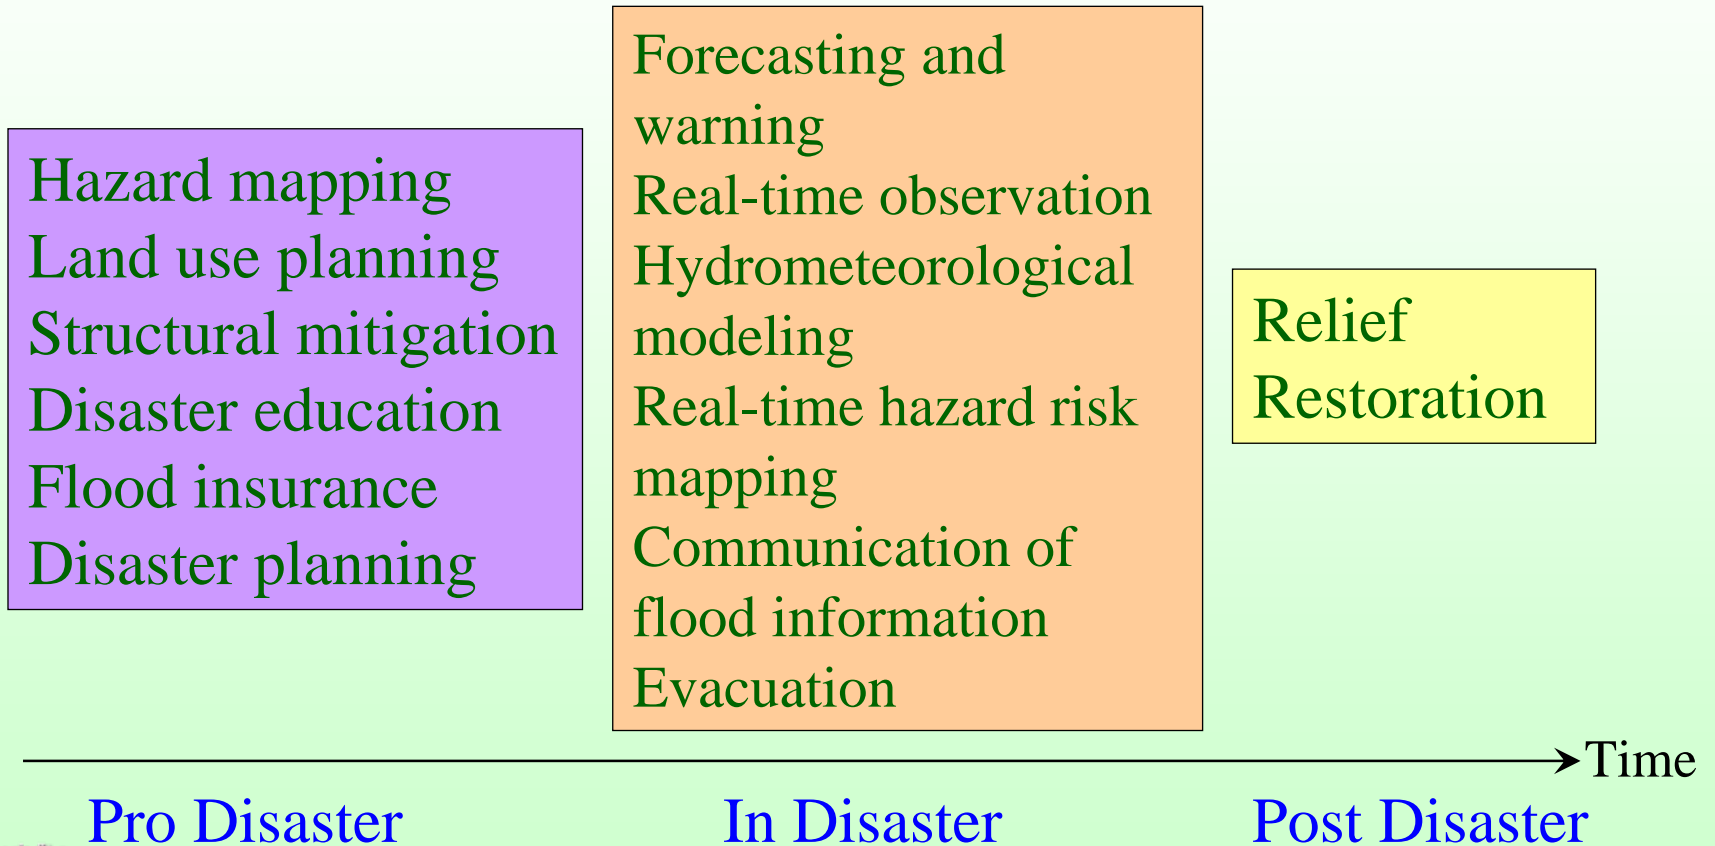 Hazard mapping
Land use planning
Structural mitigation
Disaster education
Flood insurance
Disaster planning
Forecasting and
warning
Real-time observation
Hydrometeorological
modeling
Real-time hazard risk
mapping
Communication of
flood information
Evacuation
Relief
Restoration
Time
Pro Disaster
In Disaster
Post Disaster